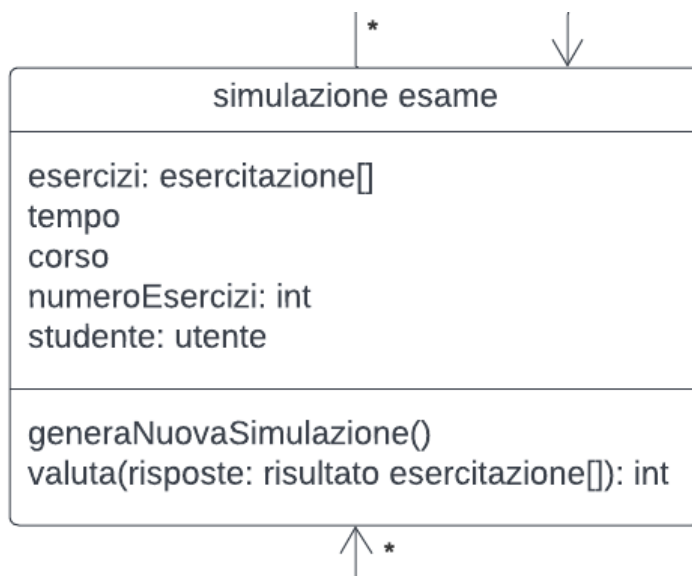 *
simulazione esame
esercizi: esercitazione[]
tempo
corso
numeroEsercizi: int
studente: utente
generaNuovaSimulazione()
valuta(risposte: risultato esercitazione[]): int
*